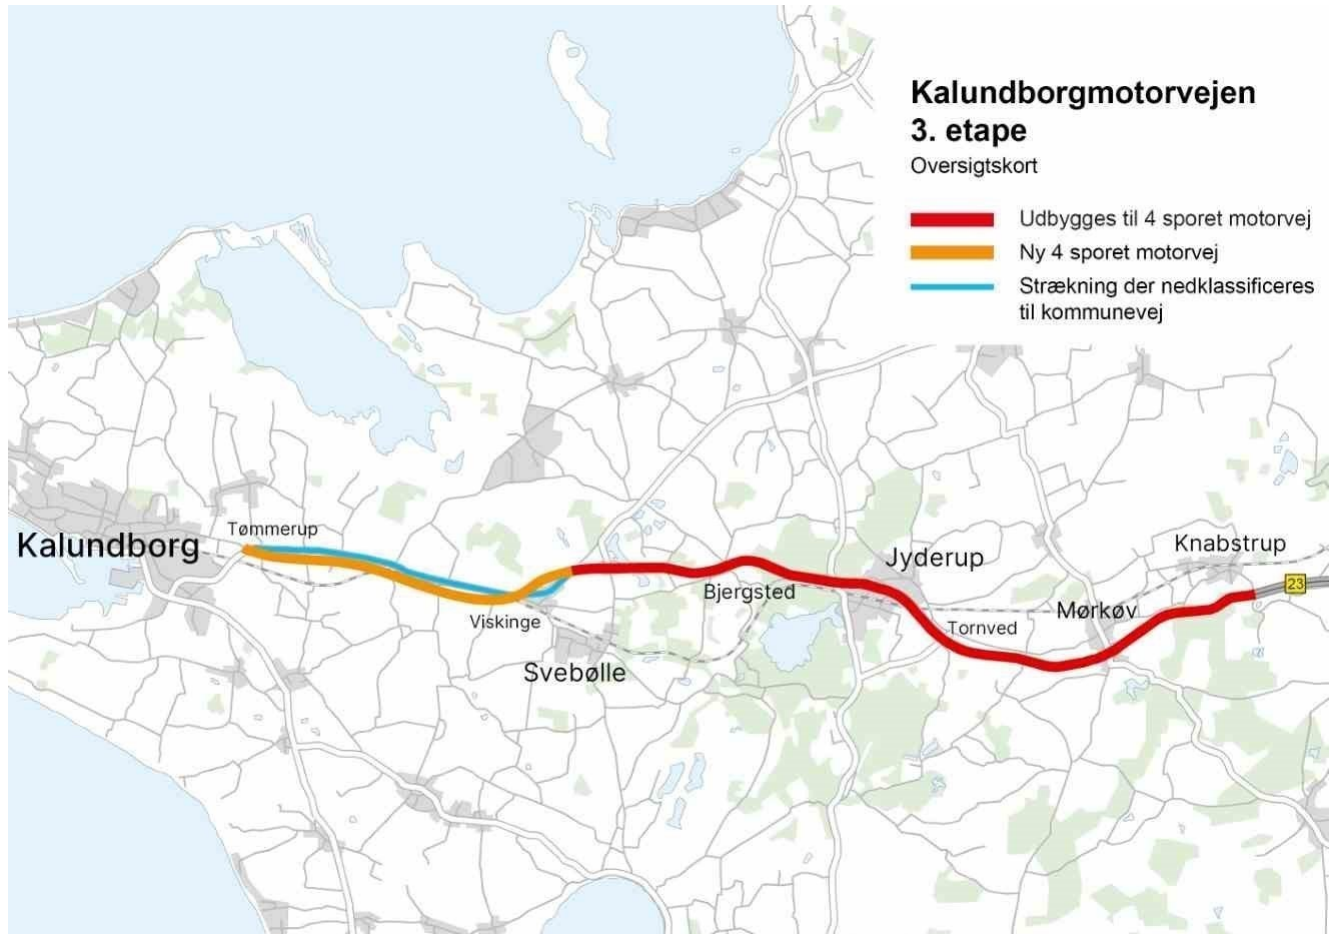 Kalundborgmotorvejen
3. etape
Oversigtskort
Udbygges til 4 sporet motorvej
Ny 4 sporet motorvej
Strækning der nedklassificeres
til kommunevej
Tømmerup
Kalundborg
Jyderup
Knabstrup
23
Bjergsted
Mørkøv
Viskinge
Tornved
Svebølle